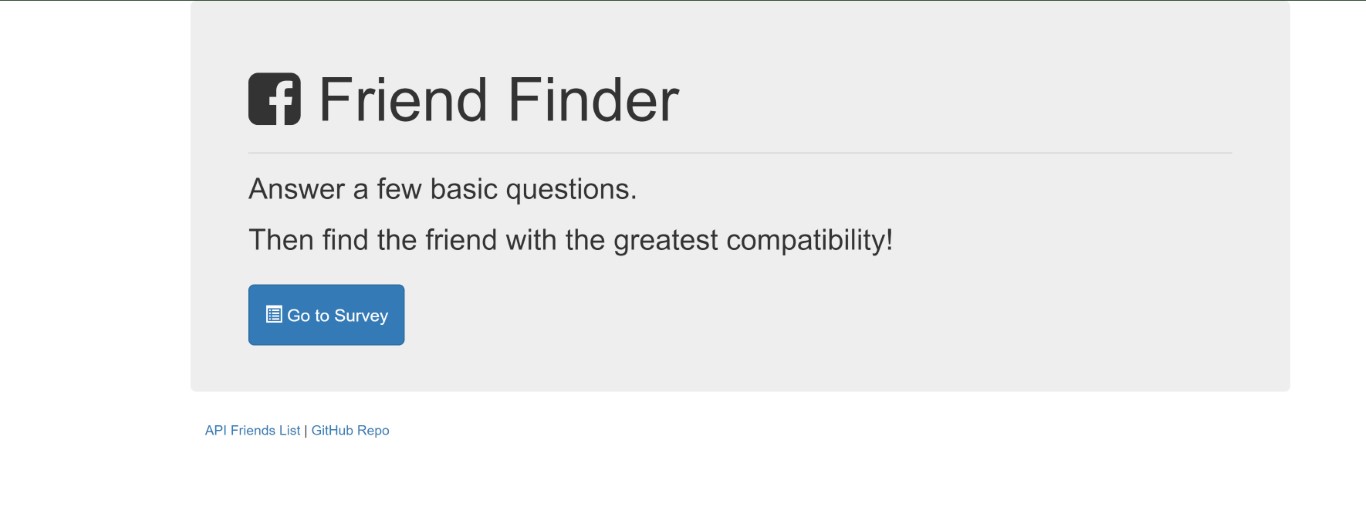 Friend Finder
Answer a few basic questions.
Then find the friend with the greatest compatibility!
Go to Survey
API Friends List | GitHub Repo